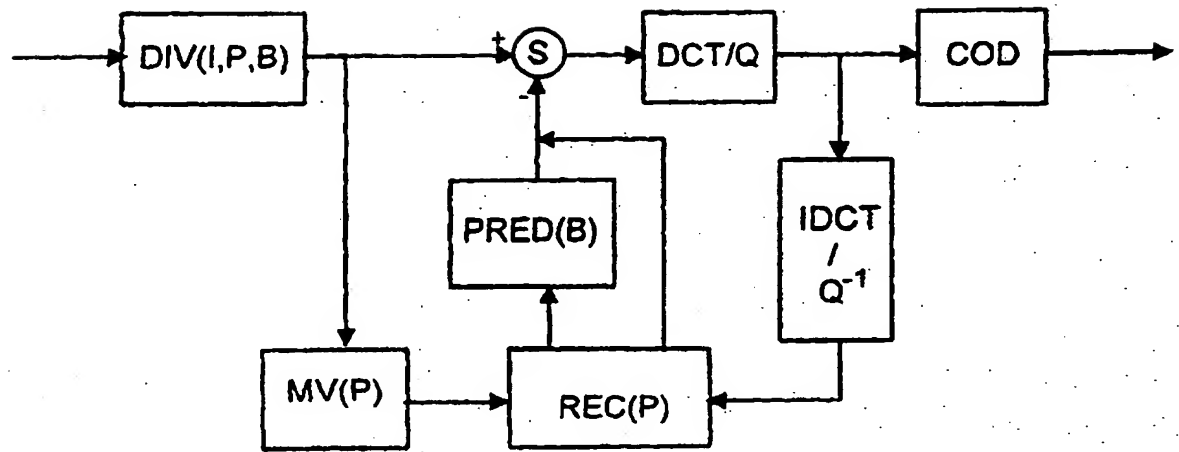 DIV(I,P,B)
+
S
-
DCT/Q
COD
PRED(B)
IDCT
/
Q⁻¹
MV(P)
REC(P)